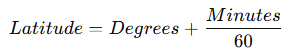 Latitude = Degrees + Minutes / 60